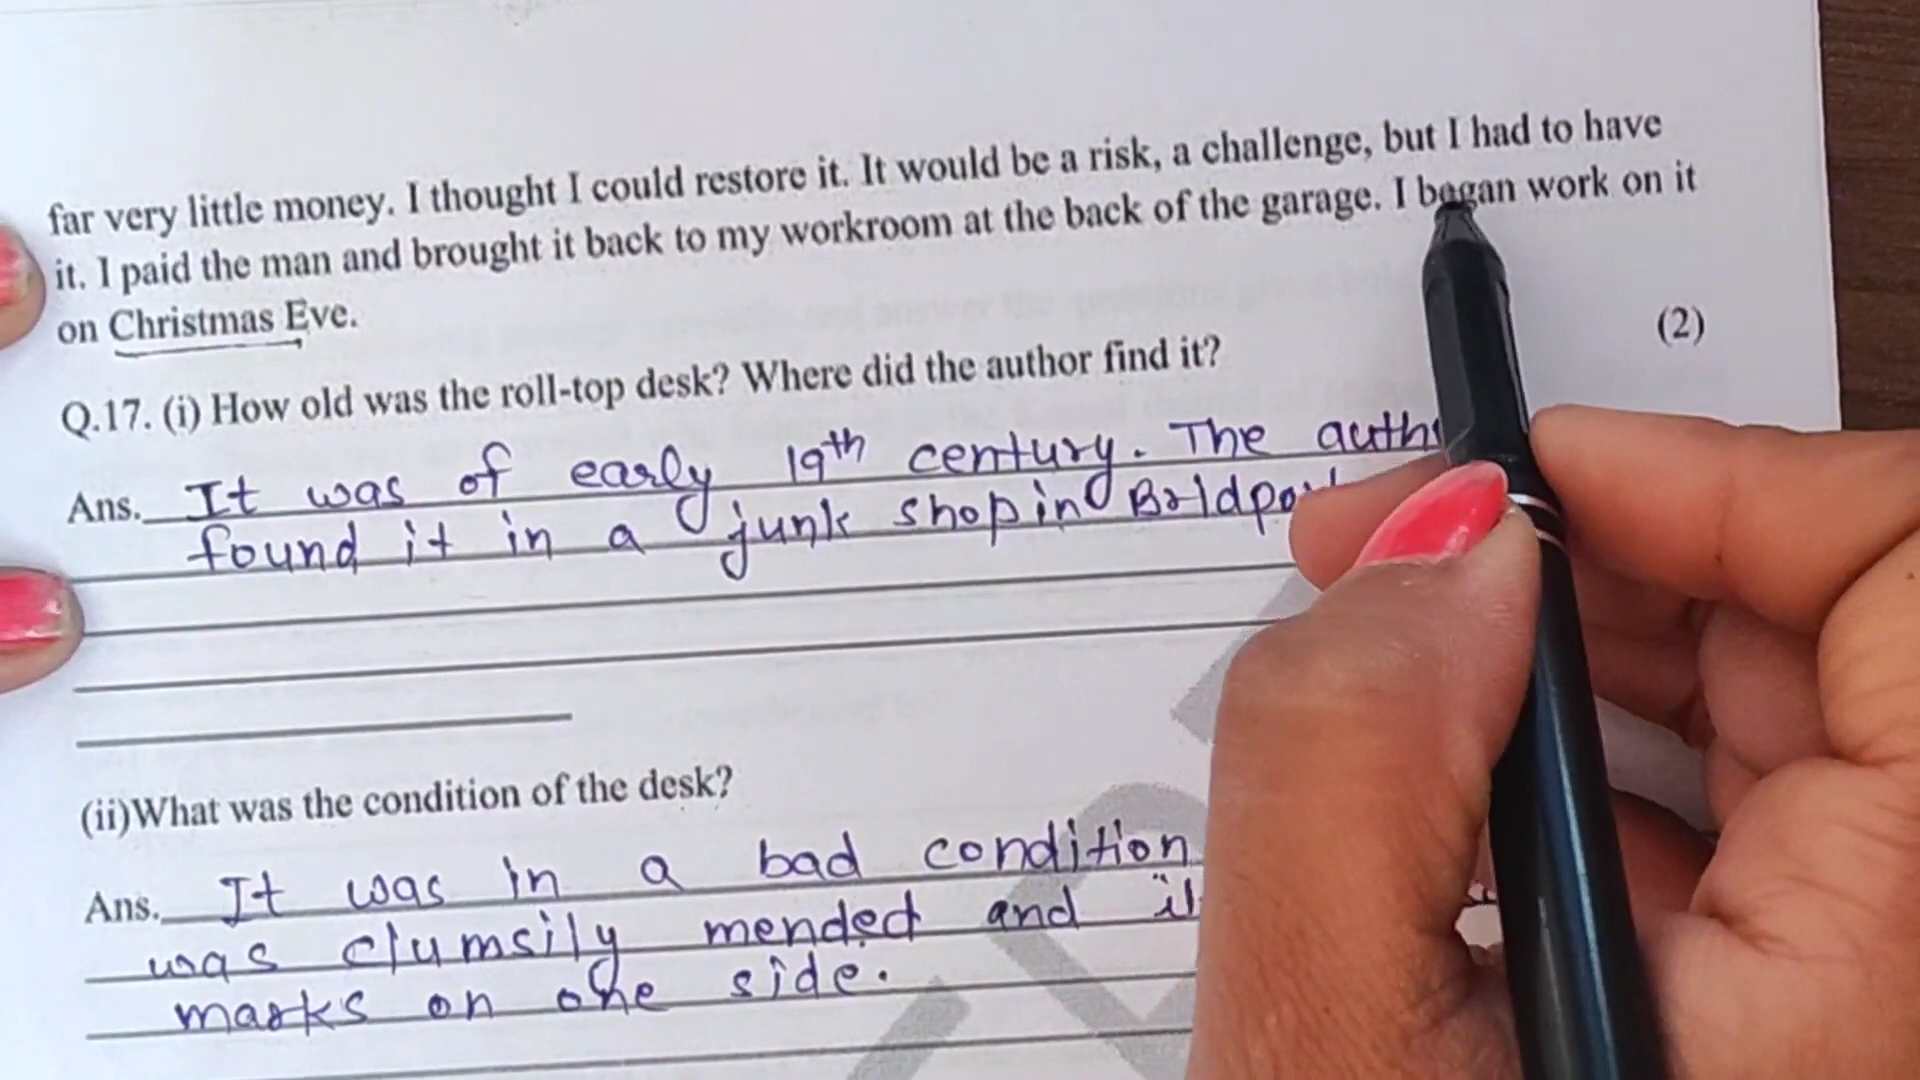 far very little money. I thought I could restore it. It would be a risk, a challenge, but I had to have
it. I paid the man and brought it back to my workroom at the back of the garage. I began work on it
on Christmas Eve.
(2)
Q.17. (i) How old was the roll-top desk? Where did the author find it?
Ans. It was of early 19th century. The auth
found it in a junk shop in
(ii)What was the condition of the desk?
Ans. It was in a bad condition
was clumsily mended and
marks on one side.